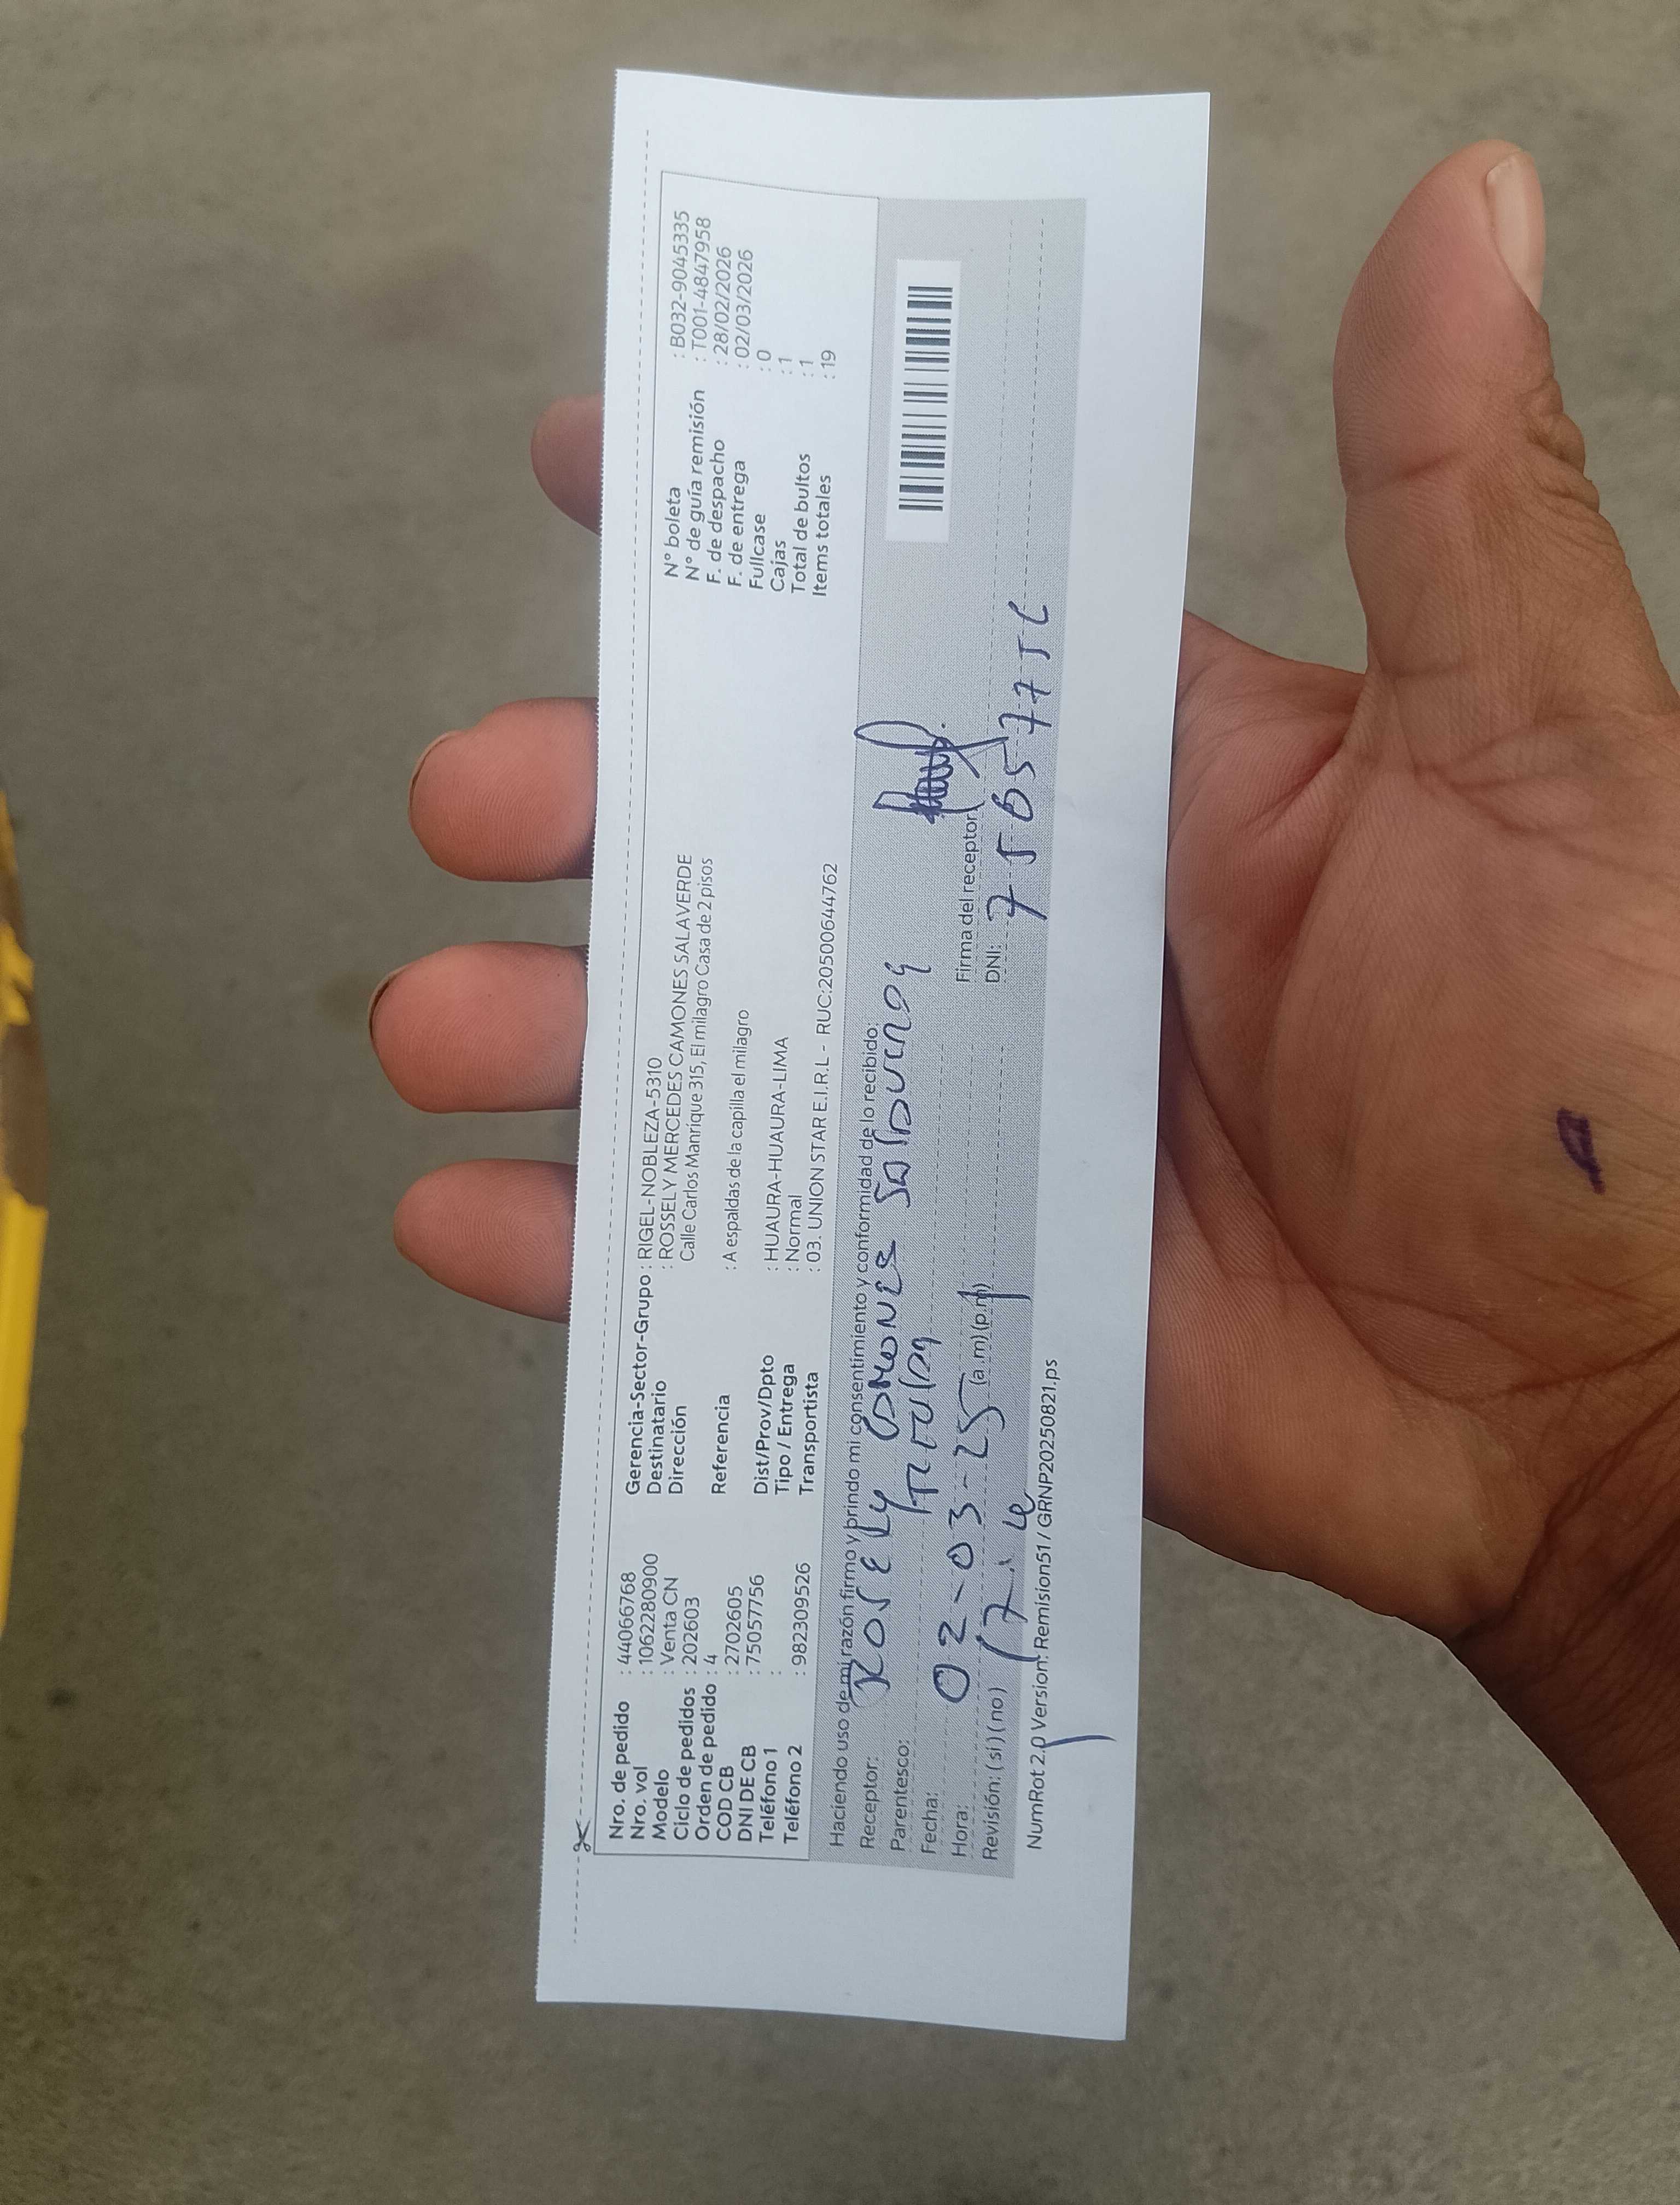 Nro. de pedido : 44066768
Nro. vol : 1062280900
Modelo : Venta CN
Ciclo de pedidos : 202603
Orden de pedido : 4
COD CB : 2702605
DNI DE CB : 75057756
Teléfono 1 :
Teléfono 2 : 982309526
Gerencia-Sector-Grupo : RIGEL-NOBLEZA-5310
Destinatario : ROSSELY MERCEDES CAMONES SALAVERDE
Dirección Calle Carlos Manrique 315, El milagro Casa de 2 pisos
Referencia : A espaldas de la capilla el milagro
Dist/Prov/Dpto : HUAURA-HUAURA-LIMA
Tipo / Entrega : Normal
Transportista : 03. UNION STAR E.I.R.L - RUC:20500644762
N° boleta : B032-9045335
N° de guía remisión : T001-4847958
F. de despacho : 28/02/2026
F. de entrega : 02/03/2026
Fullcase : 0
Cajas : 1
Total de bultos : 1
Items totales : 19
Haciendo uso de mi razón firmo y brindo mi consentimiento y conformidad de lo recibido:
Receptor: Rosely
Parentesco:
Fecha: 02-03-25
Hora: (a.m) (p.m)
Revisión: ( si ) ( no )
Firma del receptor
DNI:
NumRot 2.0 Version: Remision51 / GRNP20250821.ps